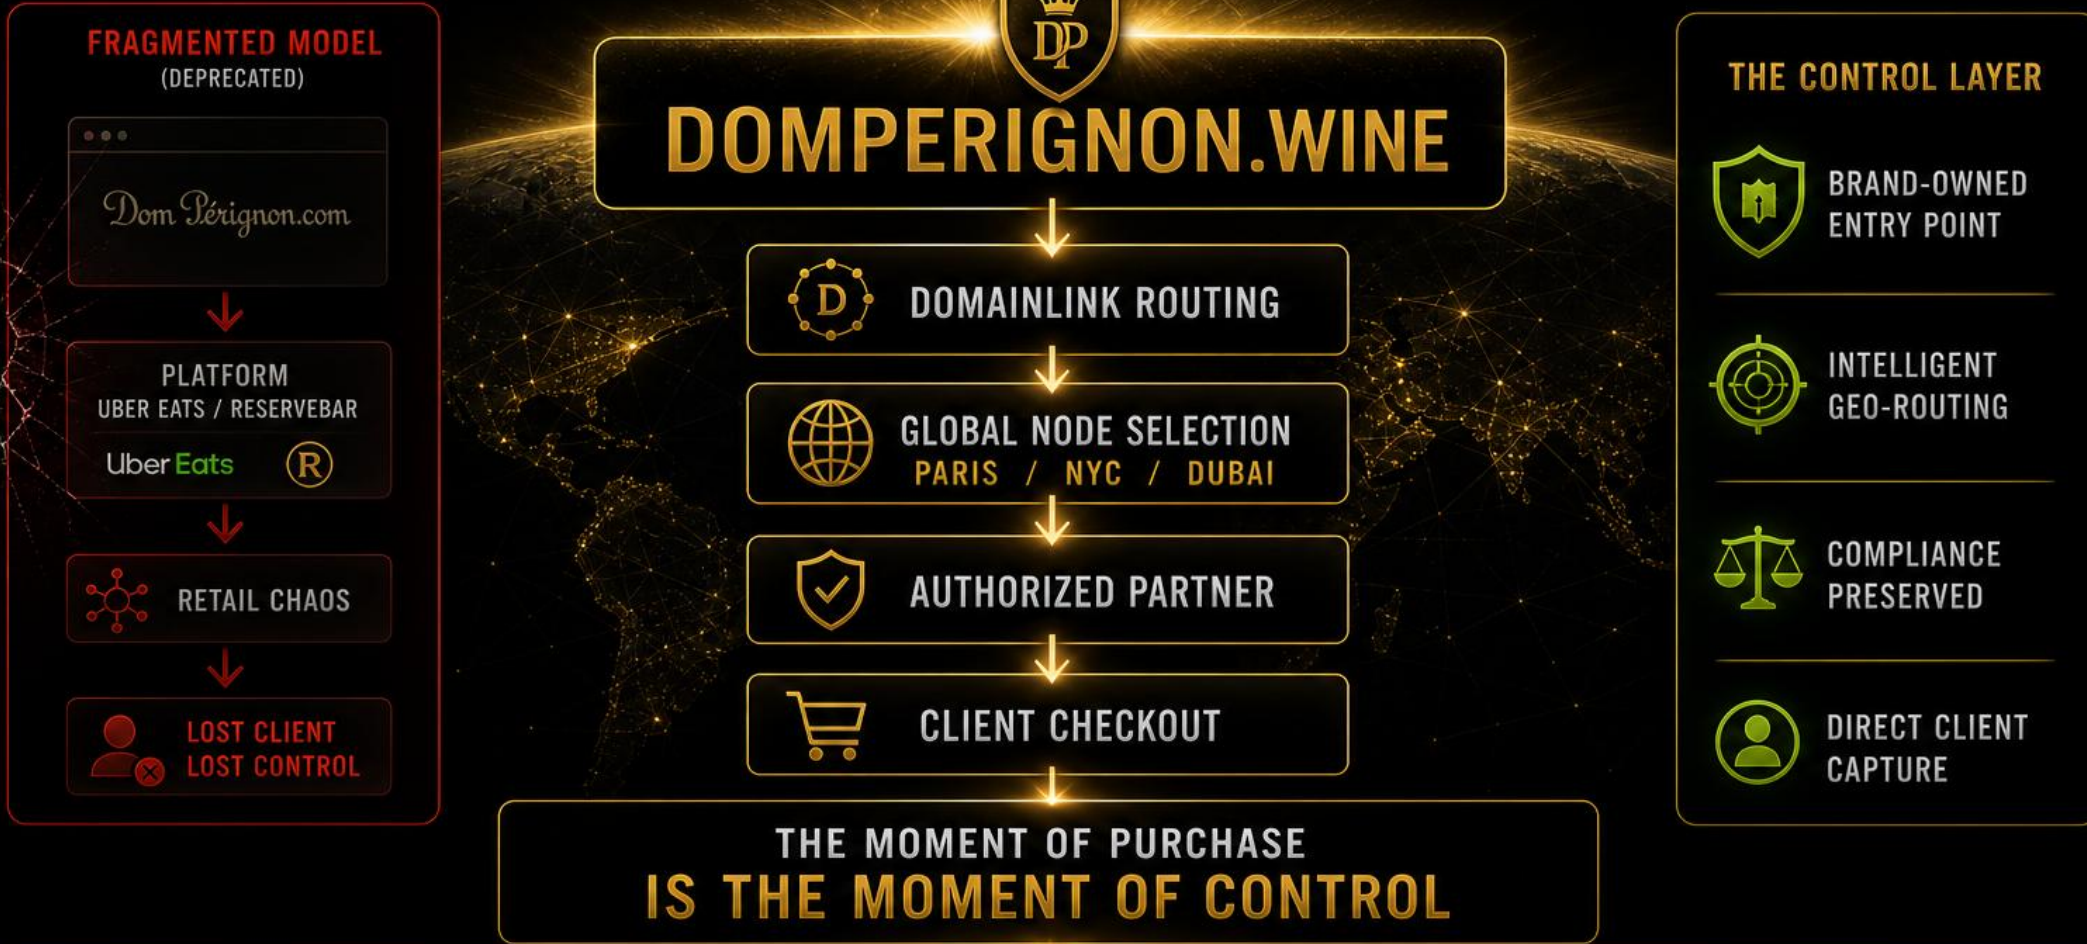 FRAGMENTED MODEL
(DEPRECATED)
Dom Pérignon.com
PLATFORM
UBER EATS / RESERVEBAR
Uber Eats
R
RETAIL CHAOS
LOST CLIENT
LOST CONTROL
DP
DOMPERIGNON.WINE
D
DOMAINLINK ROUTING
GLOBAL NODE SELECTION
PARIS / NYC / DUBAI
AUTHORIZED PARTNER
CLIENT CHECKOUT
THE MOMENT OF PURCHASE
IS THE MOMENT OF CONTROL
THE CONTROL LAYER
BRAND-OWNED
ENTRY POINT
INTELLIGENT
GEO-ROUTING
COMPLIANCE
PRESERVED
DIRECT CLIENT
CAPTURE